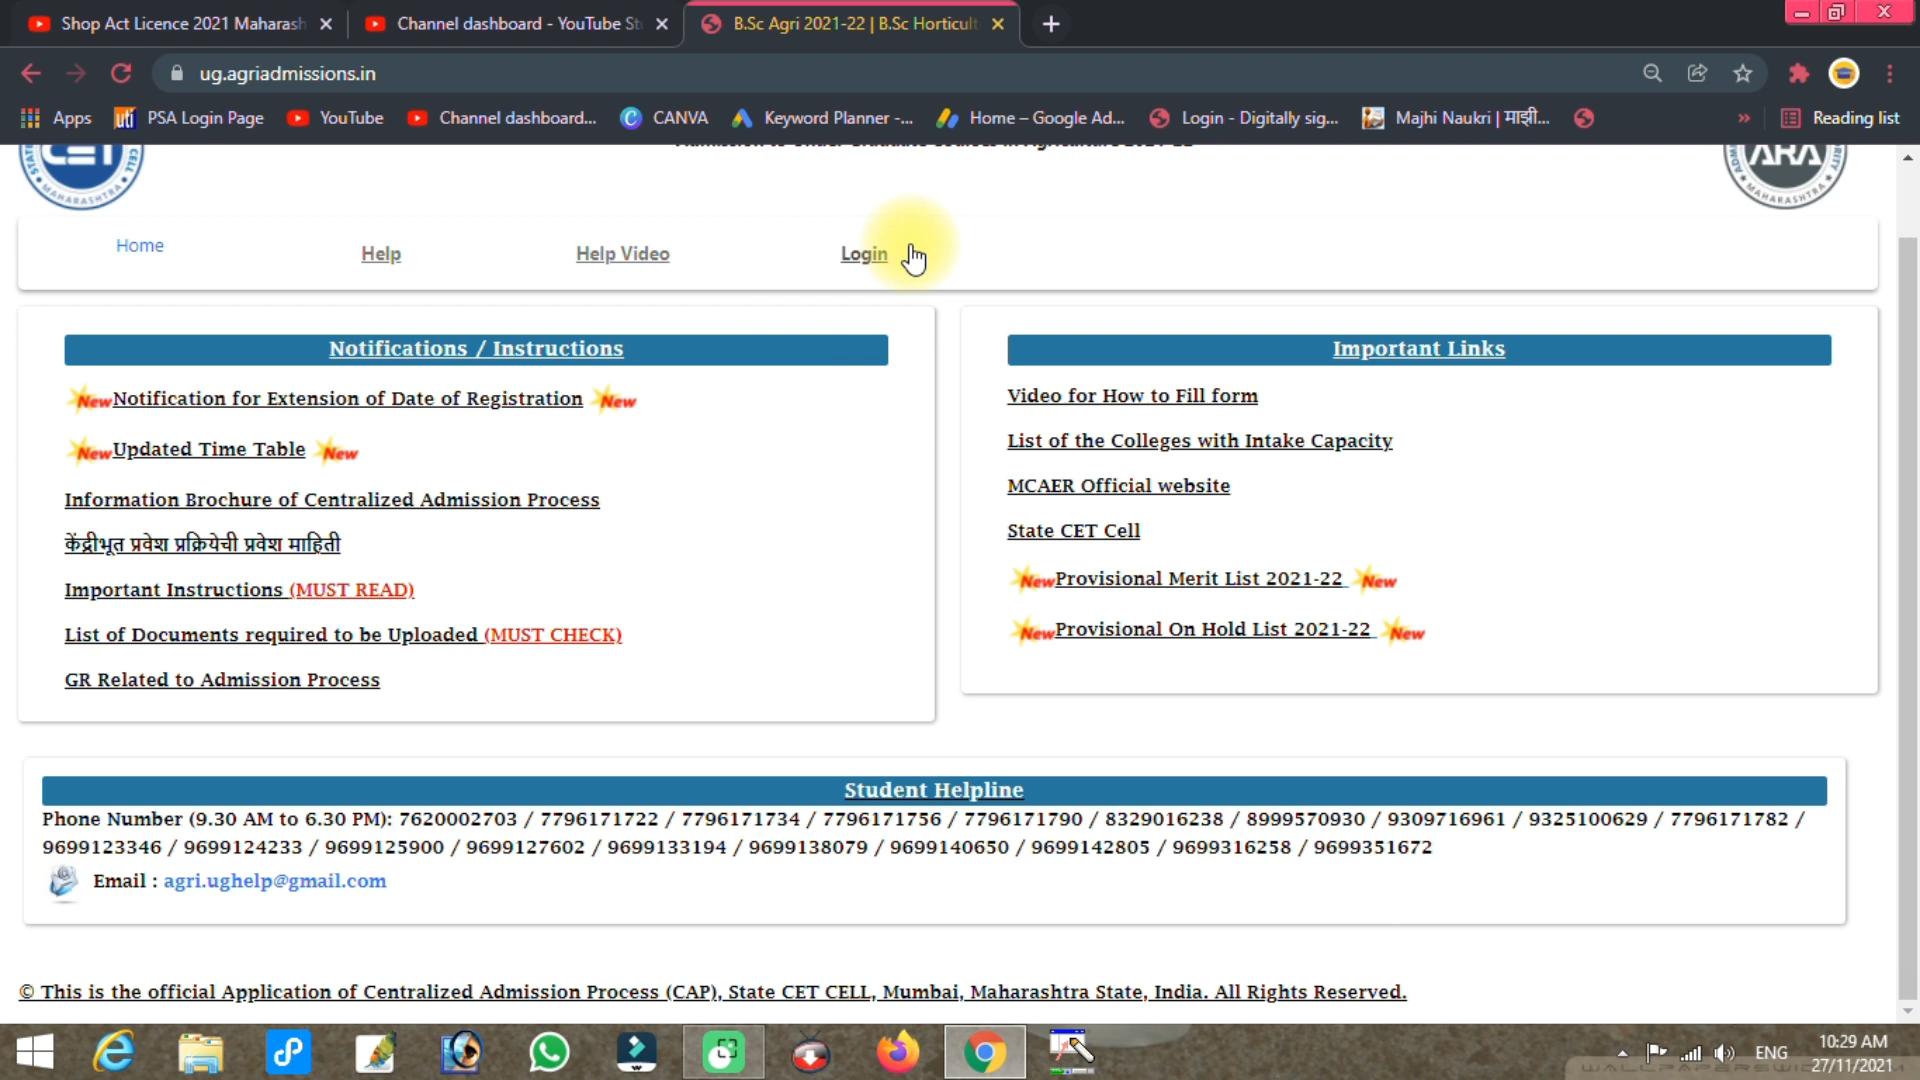 Shop Act Licence 2021 Maharash
Channel dashboard - YouTube St
B.Sc Agri 2021-22 | B.Sc Horticult
ug.agriadmissions.in
Apps
uti PSA Login Page
YouTube
Channel dashboard...
CANVA
Keyword Planner -...
Home – Google Ad...
Login - Digitally sig...
Majhi Naukri | माझी...
»
Reading list
CET
MAHARASHTRA
ARA
MAHARASHTRA
Home
Help
Help Video
Login
Notifications / Instructions
New Notification for Extension of Date of Registration New
New Updated Time Table New
Information Brochure of Centralized Admission Process
केंद्रीभूत प्रवेश प्रक्रियेची प्रवेश माहिती
Important Instructions (MUST READ)
List of Documents required to be Uploaded (MUST CHECK)
GR Related to Admission Process
Important Links
Video for How to Fill form
List of the Colleges with Intake Capacity
MCAER Official website
State CET Cell
New Provisional Merit List 2021-22 New
New Provisional On Hold List 2021-22 New
Student Helpline
Phone Number (9.30 AM to 6.30 PM): 7620002703 / 7796171722 / 7796171734 / 7796171756 / 7796171790 / 8329016238 / 8999570930 / 9309716961 / 9325100629 / 7796171782 /
9699123346 / 9699124233 / 9699125900 / 9699127602 / 9699133194 / 9699138079 / 9699140650 / 9699142805 / 9699316258 / 9699351672
Email : agri.ughelp@gmail.com
© This is the official Application of Centralized Admission Process (CAP), State CET CELL, Mumbai, Maharashtra State, India. All Rights Reserved.
ENG
10:29 AM
27/11/2021